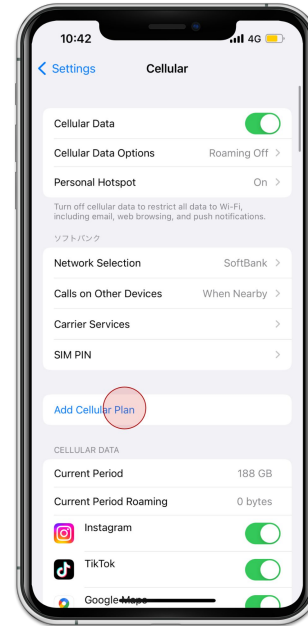 10:42
4G
Settings
Cellular
Cellular Data
Cellular Data Options Roaming Off
Personal Hotspot On
Turn off cellular data to restrict all data to Wi-Fi,
including email, web browsing, and push notifications.
ソフトバンク
Network Selection SoftBank
Calls on Other Devices When Nearby
Carrier Services
SIM PIN
Add Cellular Plan
CELLULAR DATA
Current Period 188 GB
Current Period Roaming 0 bytes
Instagram
TikTok
Google Maps